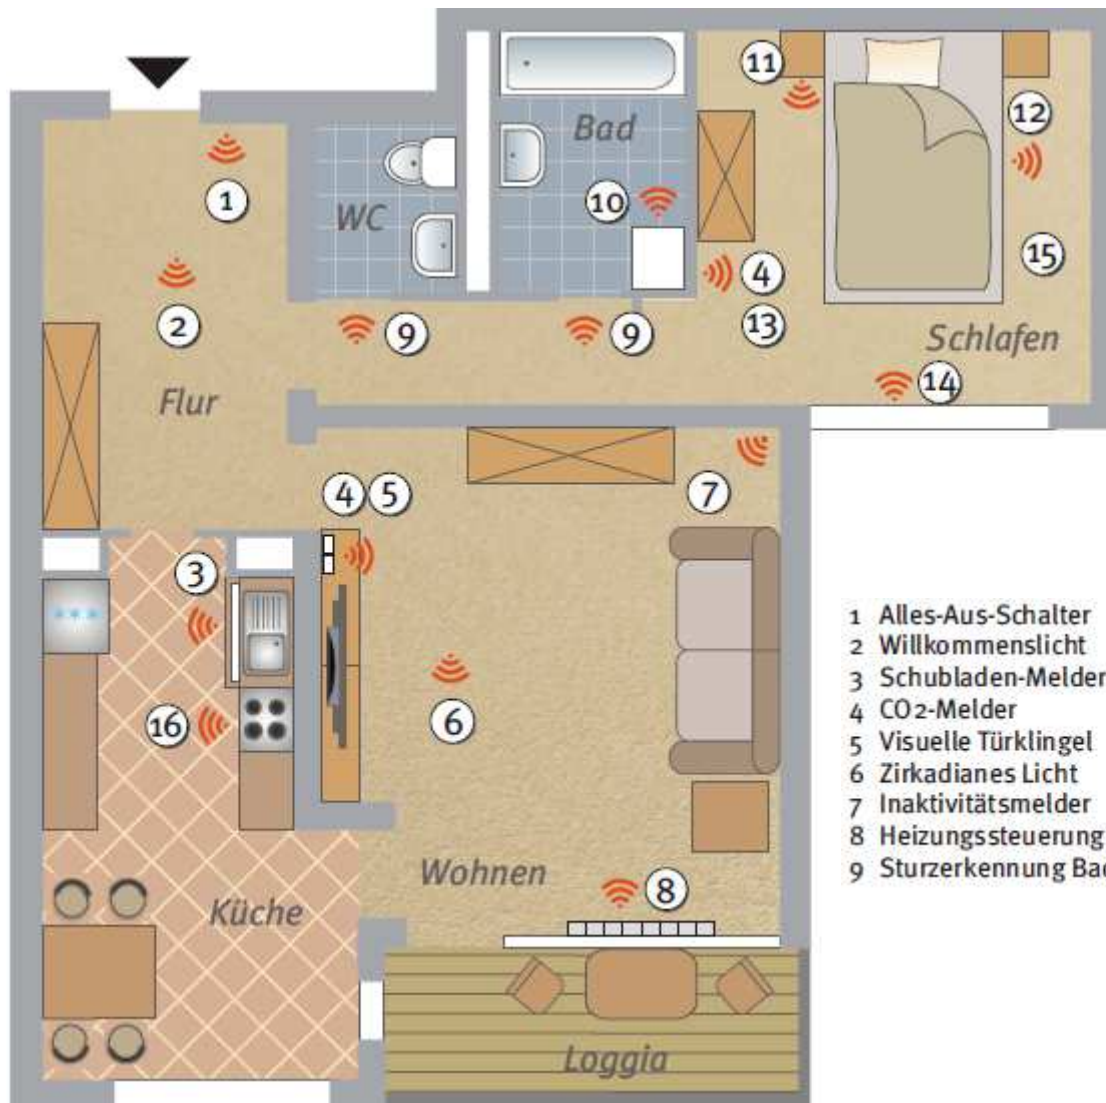 11
Bad
12
1
WC
10
4
15
2
9
9
13
Schlafen
14
Flur
4 5
7
3
6
16
1 Alles-Aus-Schalter
2 Willkommenslicht
3 Schubladen-Melder
4 CO2-Melder
5 Visuelle Türklingel
6 Zirkadianes Licht
7 Inaktivitätsmelder
8 Heizungssteuerung
9 Sturzerkennung Bad
Wohnen
8
Küche
Loggia